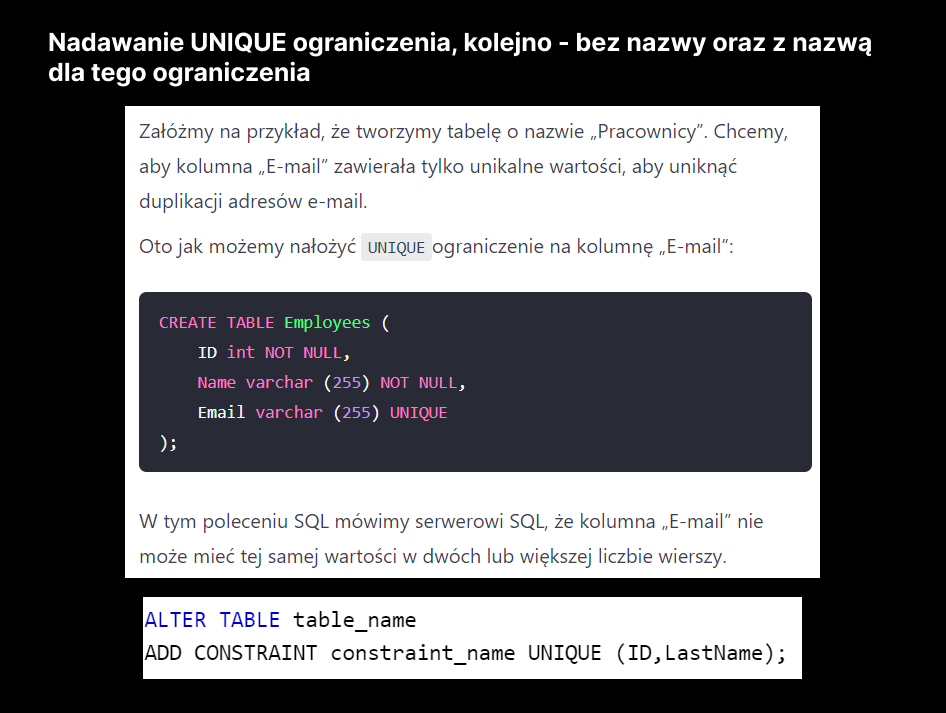 Nadawanie UNIQUE ograniczenia, kolejno - bez nazwy oraz z nazwą
dla tego ograniczenia
Załóżmy na przykład, że tworzymy tabelę o nazwie „Pracownicy”. Chcemy,
aby kolumna „E-mail” zawierała tylko unikalne wartości, aby uniknąć
duplikacji adresów e-mail.
Oto jak możemy nałożyć UNIQUE ograniczenie na kolumnę „E-mail”:
CREATE TABLE Employees (
    ID int NOT NULL,
    Name varchar (255) NOT NULL,
    Email varchar (255) UNIQUE
);
W tym poleceniu SQL mówimy serwerowi SQL, że kolumna „E-mail” nie
może mieć tej samej wartości w dwóch lub większej liczbie wierszy.
ALTER TABLE table_name
ADD CONSTRAINT constraint_name UNIQUE (ID,LastName);